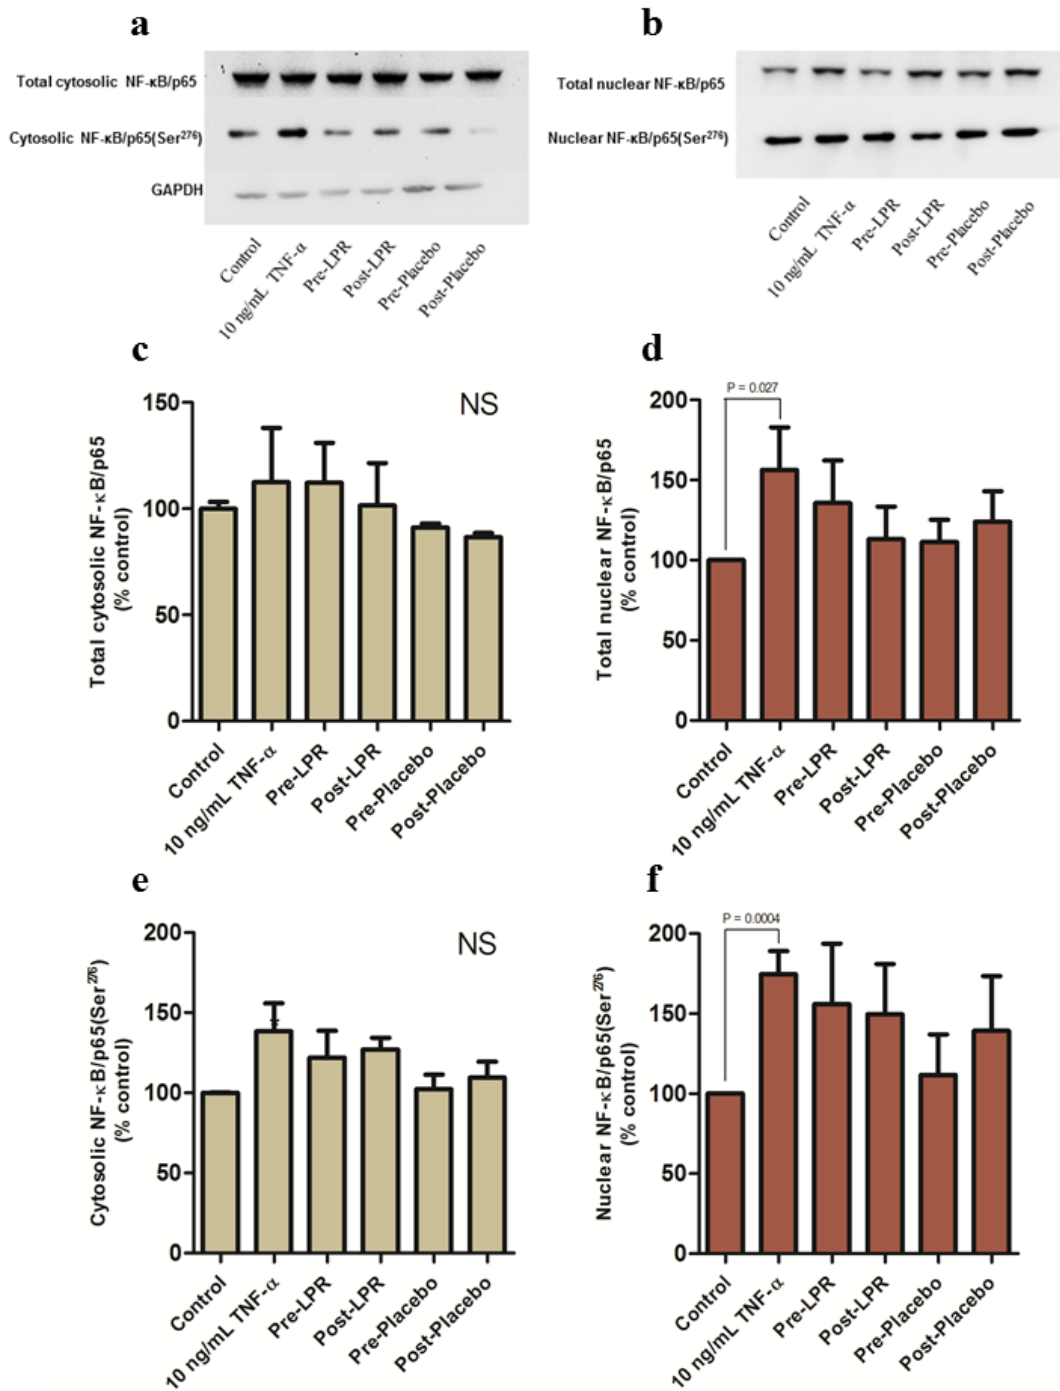 a
Total cytosolic NF-κB/p65
Cytosolic NF-κB/p65(Ser276)
GAPDH
Control
10 ng/mL TNF-α
Pre-LPR
Post-LPR
Pre-Placebo
Post-Placebo
b
Total nuclear NF-κB/p65
Nuclear NF-κB/p65(Ser276)
Control
10 ng/mL TNF-α
Pre-LPR
Post-LPR
Pre-Placebo
Post-Placebo
c
NS
150
100
50
0
Total cytosolic NF-κB/p65
(% control)
Control
10 ng/mL TNF-α
Pre-LPR
Post-LPR
Pre-Placebo
Post-Placebo
d
P = 0.027
200
150
100
50
0
Total nuclear NF-κB/p65
(% control)
Control
10 ng/mL TNF-α
Pre-LPR
Post-LPR
Pre-Placebo
Post-Placebo
e
NS
200
150
100
50
0
Cytosolic NF-κB/p65(Ser276)
(% control)
Control
10 ng/mL TNF-α
Pre-LPR
Post-LPR
Pre-Placebo
Post-Placebo
f
P = 0.0004
200
150
100
50
0
Nuclear NF-κB/p65(Ser276)
(% control)
Control
10 ng/mL TNF-α
Pre-LPR
Post-LPR
Pre-Placebo
Post-Placebo